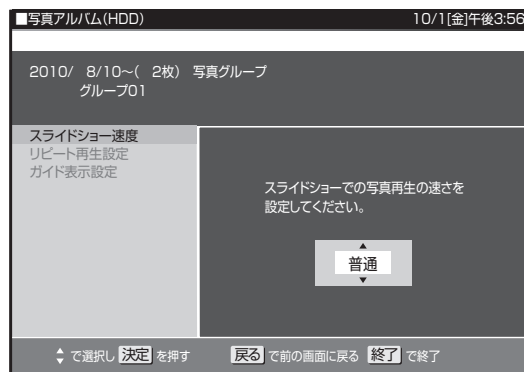 ■写真アルバム(HDD) 10/1[金]午後3:56
2010/ 8/10~( 2枚) 写真グループ
グループ01
スライドショー速度
リピート再生設定
ガイド表示設定
スライドショーでの写真再生の速さを
設定してください。
普通
で選択し 決定 を押す 戻る で前の画面に戻る 終了 で終了